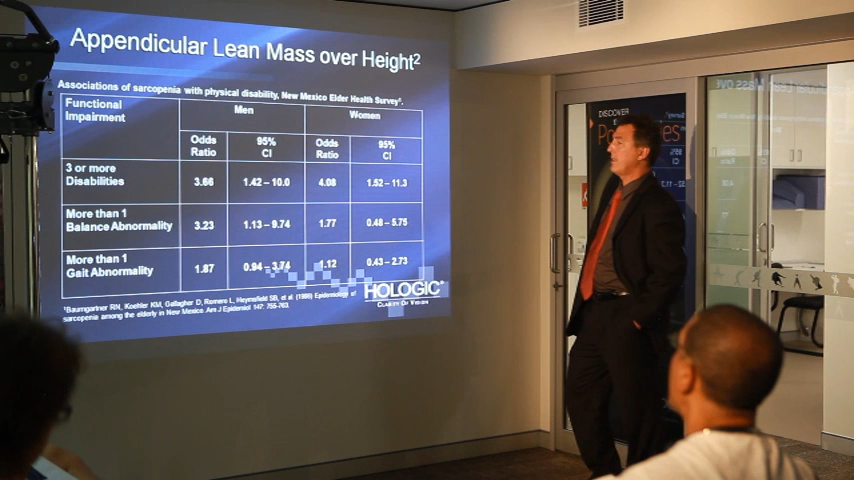 Appendicular Lean Mass over Height²
Associations of sarcopenia with physical disability, New Mexico Elder Health Survey¹.
Functional Impairment Men Women
Odds Ratio 95% CI Odds Ratio 95% CI
3 or more Disabilities 3.66 1.42 – 10.0 4.08 1.52 – 11.3
More than 1 Balance Abnormality 3.23 1.13 – 9.74 1.77 0.48 – 5.75
More than 1 Gait Abnormality 1.87 0.94 – 3.74 1.12 0.43 – 2.73
¹Baumgartner RN, Koehler KM, Gallagher D, Romero L, Heymsfield SB, et al. (1998) Epidemiology of
sarcopenia among the elderly in New Mexico. Am J Epidemiol 147: 755-763.
HOLOGIC
CLARITY OF VISION
DISCOVER